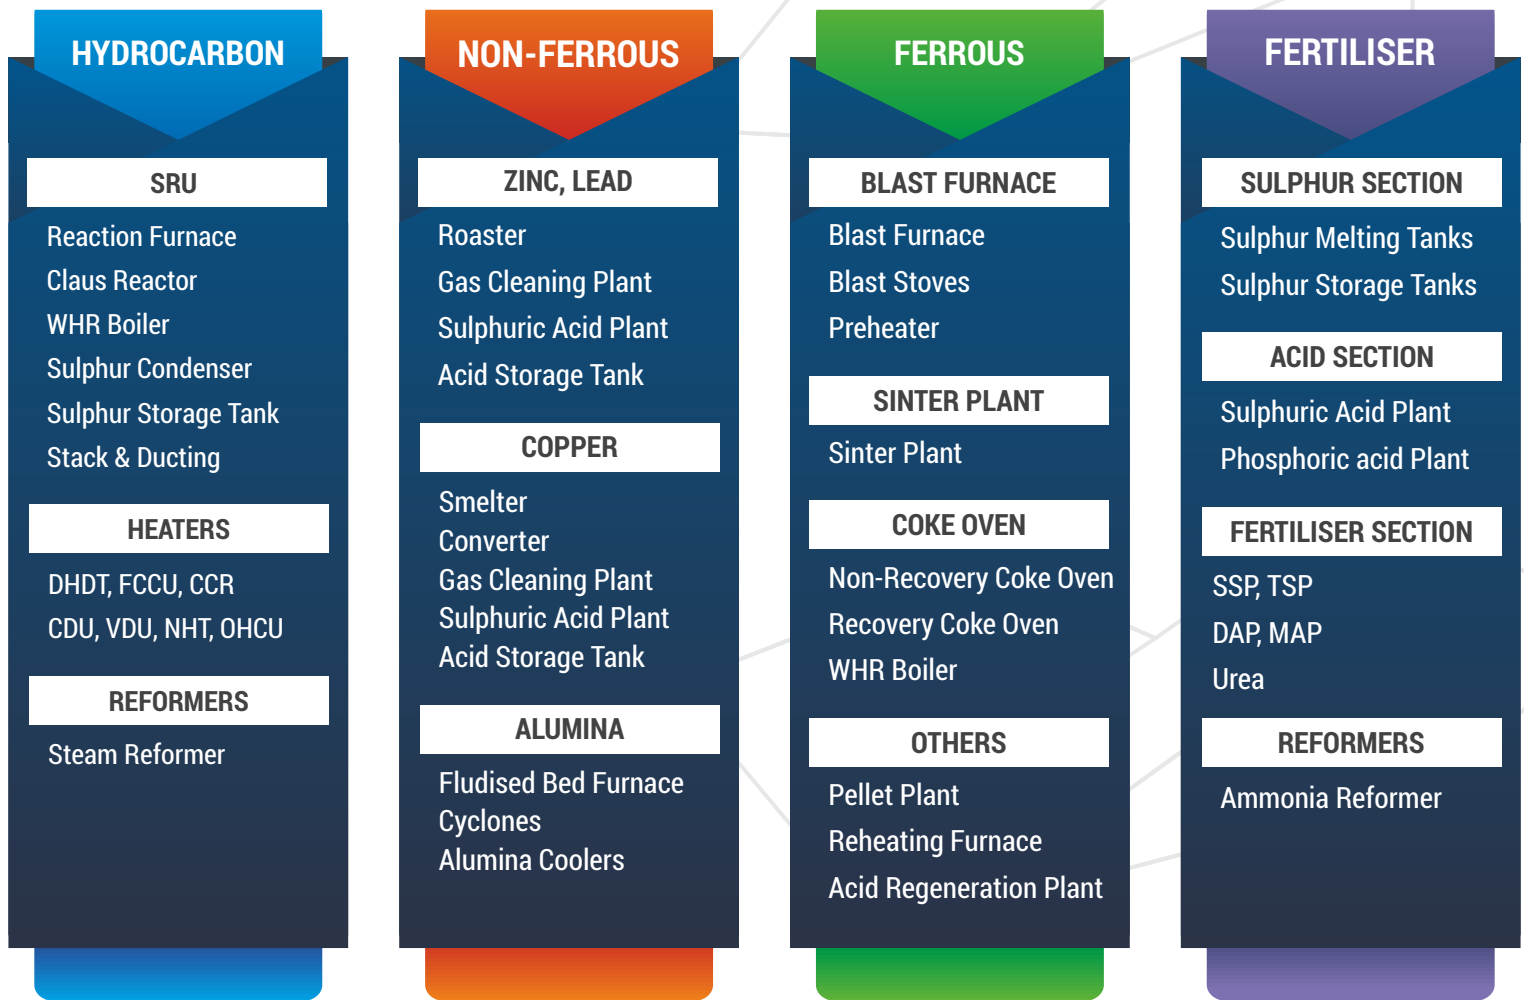 HYDROCARBON
SRU
Reaction Furnace
Claus Reactor
WHR Boiler
Sulphur Condenser
Sulphur Storage Tank
Stack & Ducting
HEATERS
DHDT, FCCU, CCR
CDU, VDU, NHT, OHCU
REFORMERS
Steam Reformer
NON-FERROUS
ZINC, LEAD
Roaster
Gas Cleaning Plant
Sulphuric Acid Plant
Acid Storage Tank
COPPER
Smelter
Converter
Gas Cleaning Plant
Sulphuric Acid Plant
Acid Storage Tank
ALUMINA
Fludised Bed Furnace
Cyclones
Alumina Coolers
FERROUS
BLAST FURNACE
Blast Furnace
Blast Stoves
Preheater
SINTER PLANT
Sinter Plant
COKE OVEN
Non-Recovery Coke Oven
Recovery Coke Oven
WHR Boiler
OTHERS
Pellet Plant
Reheating Furnace
Acid Regeneration Plant
FERTILISER
SULPHUR SECTION
Sulphur Melting Tanks
Sulphur Storage Tanks
ACID SECTION
Sulphuric Acid Plant
Phosphoric acid Plant
FERTILISER SECTION
SSP, TSP
DAP, MAP
Urea
REFORMERS
Ammonia Reformer